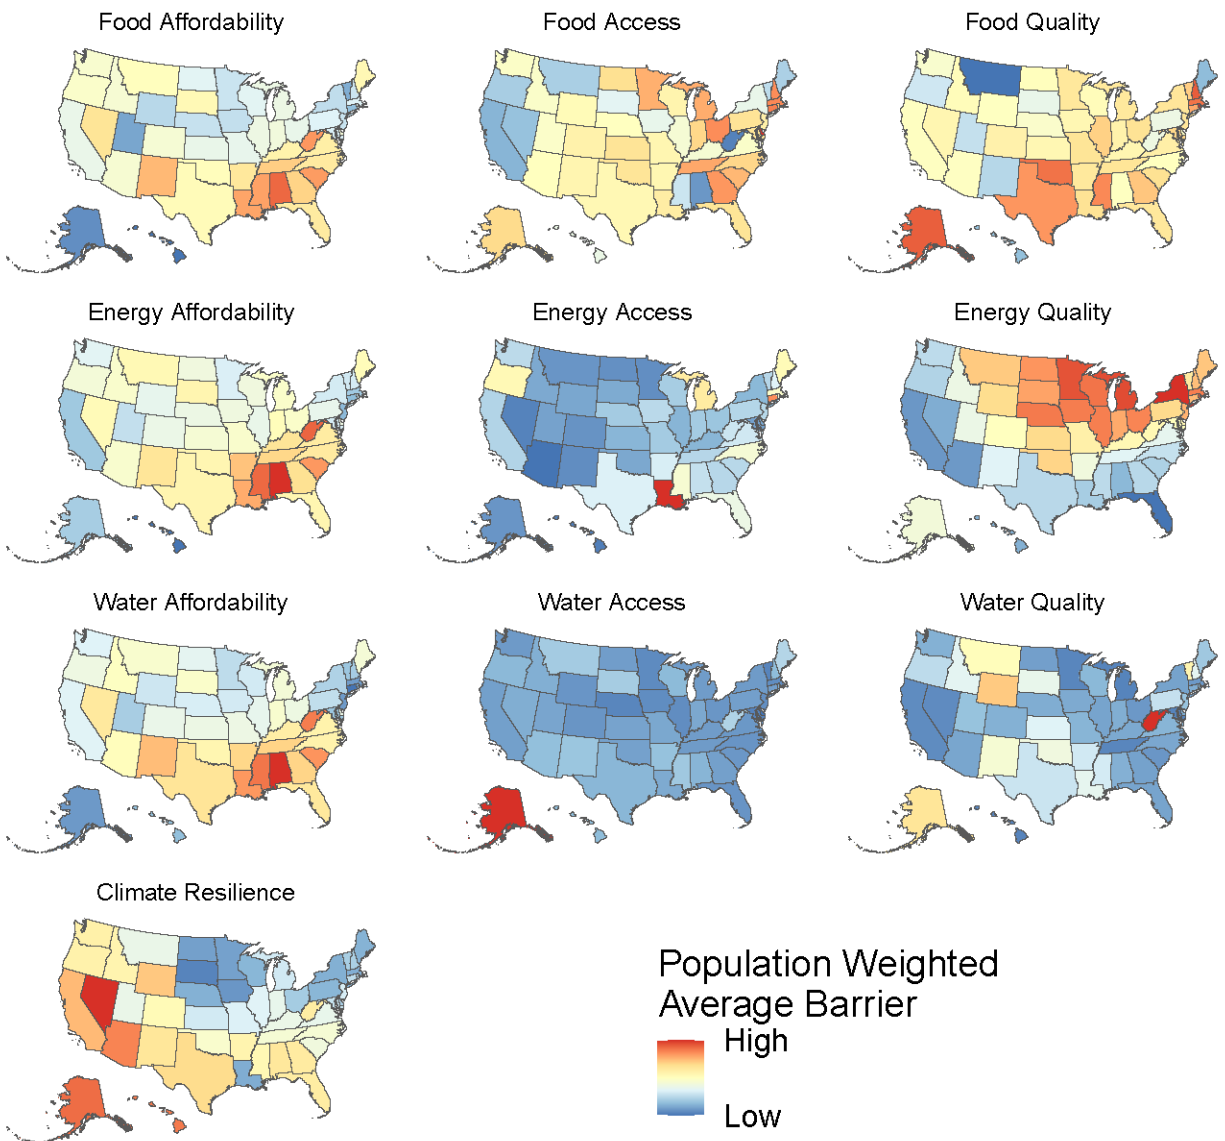 Food Affordability
Food Access
Food Quality
Energy Affordability
Energy Access
Energy Quality
Water Affordability
Water Access
Water Quality
Climate Resilience
Population Weighted
Average Barrier
High
Low